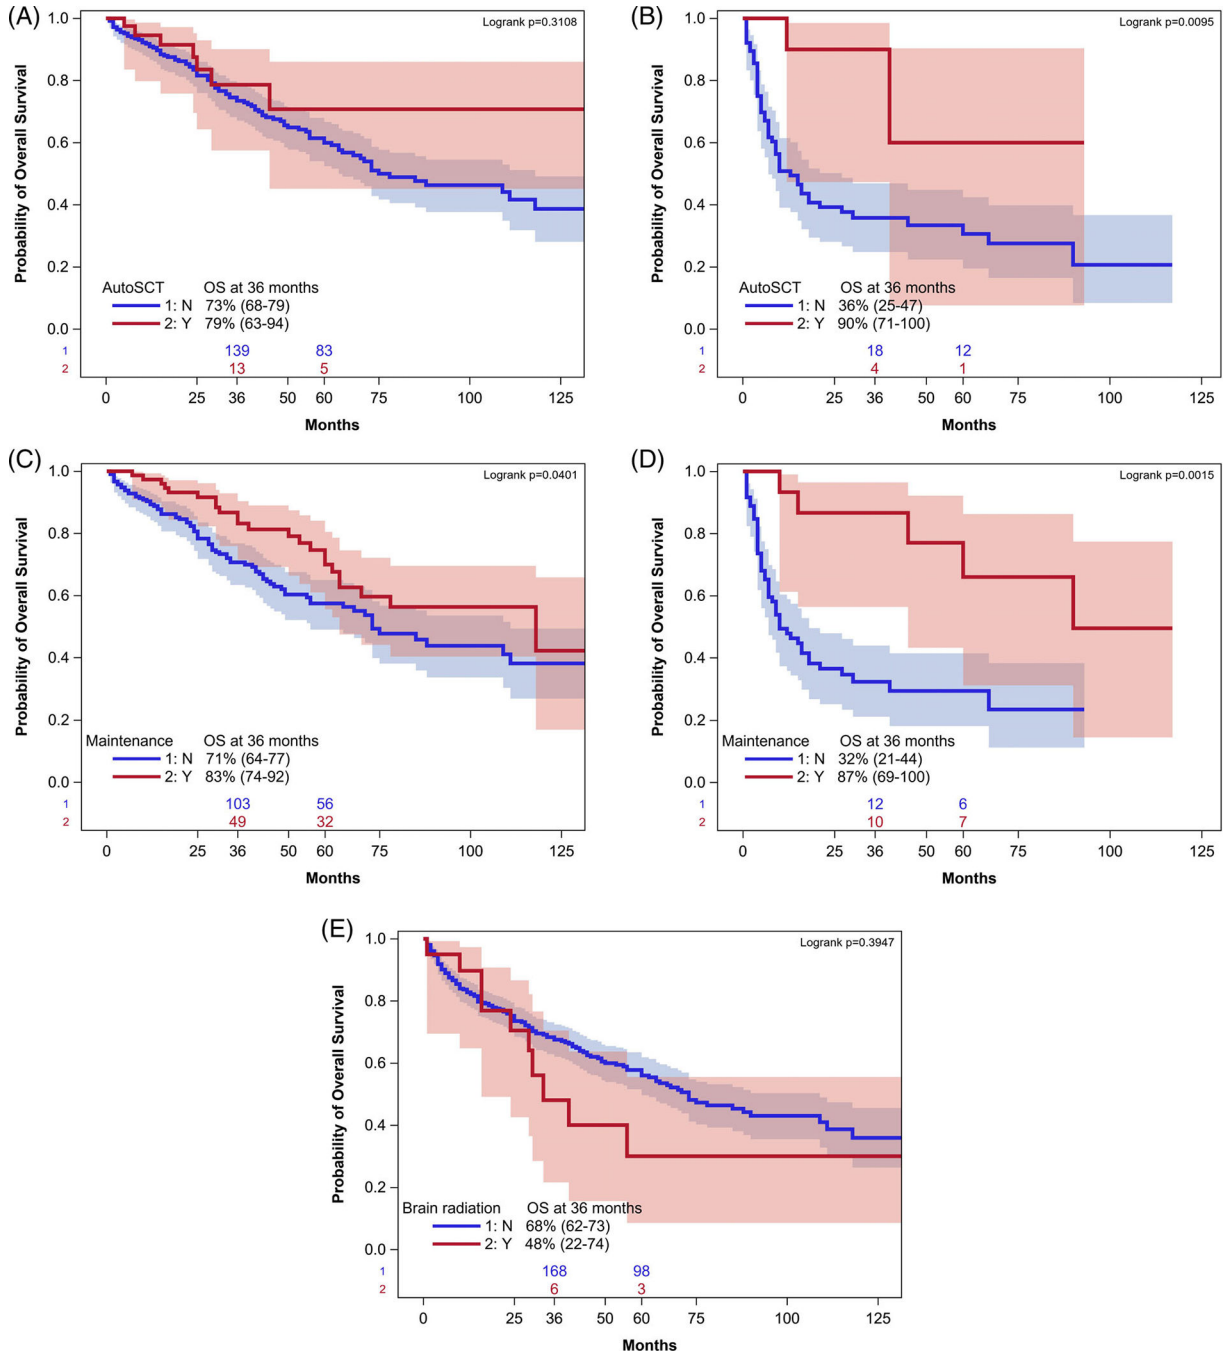 (A)
Logrank p=0.3108
1.0
0.8
0.6
0.4
0.2
0.0
Probability of Overall Survival
AutoSCT OS at 36 months
1: N 73% (68-79)
2: Y 79% (63-94)
1 139 83
2 13 5
0 25 36 50 60 75 100 125
Months
(B)
Logrank p=0.0095
1.0
0.8
0.6
0.4
0.2
0.0
Probability of Overall Survival
AutoSCT OS at 36 months
1: N 36% (25-47)
2: Y 90% (71-100)
1 18 12
2 4 1
0 25 36 50 60 75 100 125
Months
(C)
Logrank p=0.0401
1.0
0.8
0.6
0.4
0.2
0.0
Probability of Overall Survival
Maintenance OS at 36 months
1: N 71% (64-77)
2: Y 83% (74-92)
1 103 56
2 49 32
0 25 36 50 60 75 100 125
Months
(D)
Logrank p=0.0015
1.0
0.8
0.6
0.4
0.2
0.0
Probability of Overall Survival
Maintenance OS at 36 months
1: N 32% (21-44)
2: Y 87% (69-100)
1 12 6
2 10 7
0 25 36 50 60 75 100 125
Months
(E)
Logrank p=0.3947
1.0
0.8
0.6
0.4
0.2
0.0
Probability of Overall Survival
Brain radiation OS at 36 months
1: N 68% (62-73)
2: Y 48% (22-74)
1 168 98
2 6 3
0 25 36 50 60 75 100 125
Months